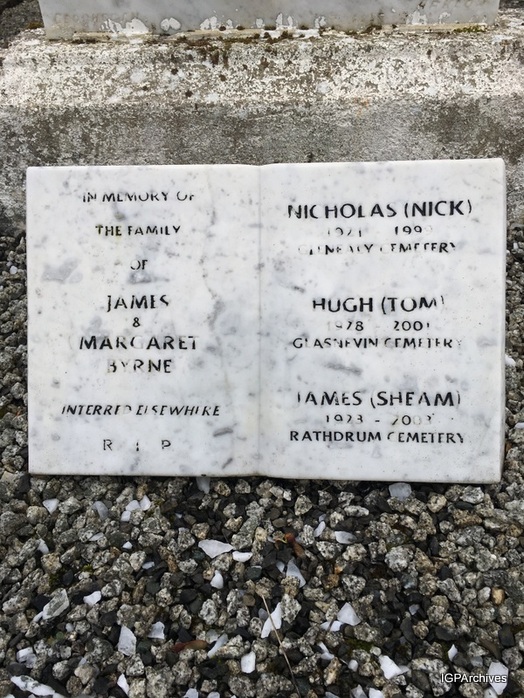 IN MEMORY OF
THE FAMILY
OF
JAMES
&
MARGARET
BYRNE
INTERRED ELSEWHERE
R I P
NICHOLAS (NICK)
GLENEALY CEMETERY
HUGH (TOM)
1928 - 2001
GLASNEVIN CEMETERY
JAMES (SHEAM)
1923 - 2003
RATHDRUM CEMETERY
IGPArchives